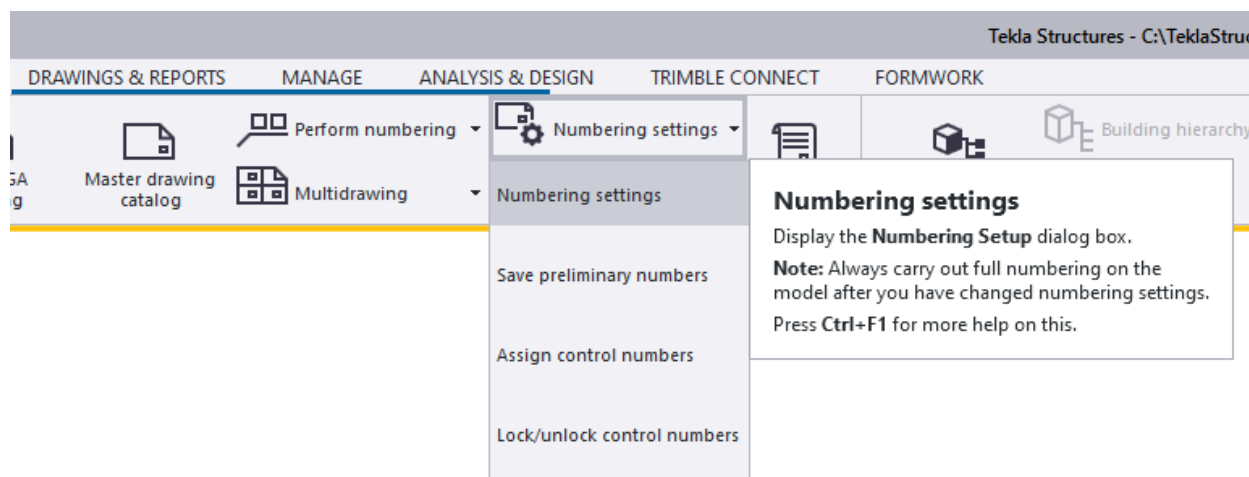 Tekla Structures - C:\TeklaStruc
DRAWINGS & REPORTS MANAGE ANALYSIS & DESIGN TRIMBLE CONNECT FORMWORK
Perform numbering
Numbering settings
Building hierarchy
GA
Master drawing
catalog
Multidrawing
Numbering settings
Save preliminary numbers
Assign control numbers
Lock/unlock control numbers
Numbering settings
Display the Numbering Setup dialog box.
Note: Always carry out full numbering on the
model after you have changed numbering settings.
Press Ctrl+F1 for more help on this.